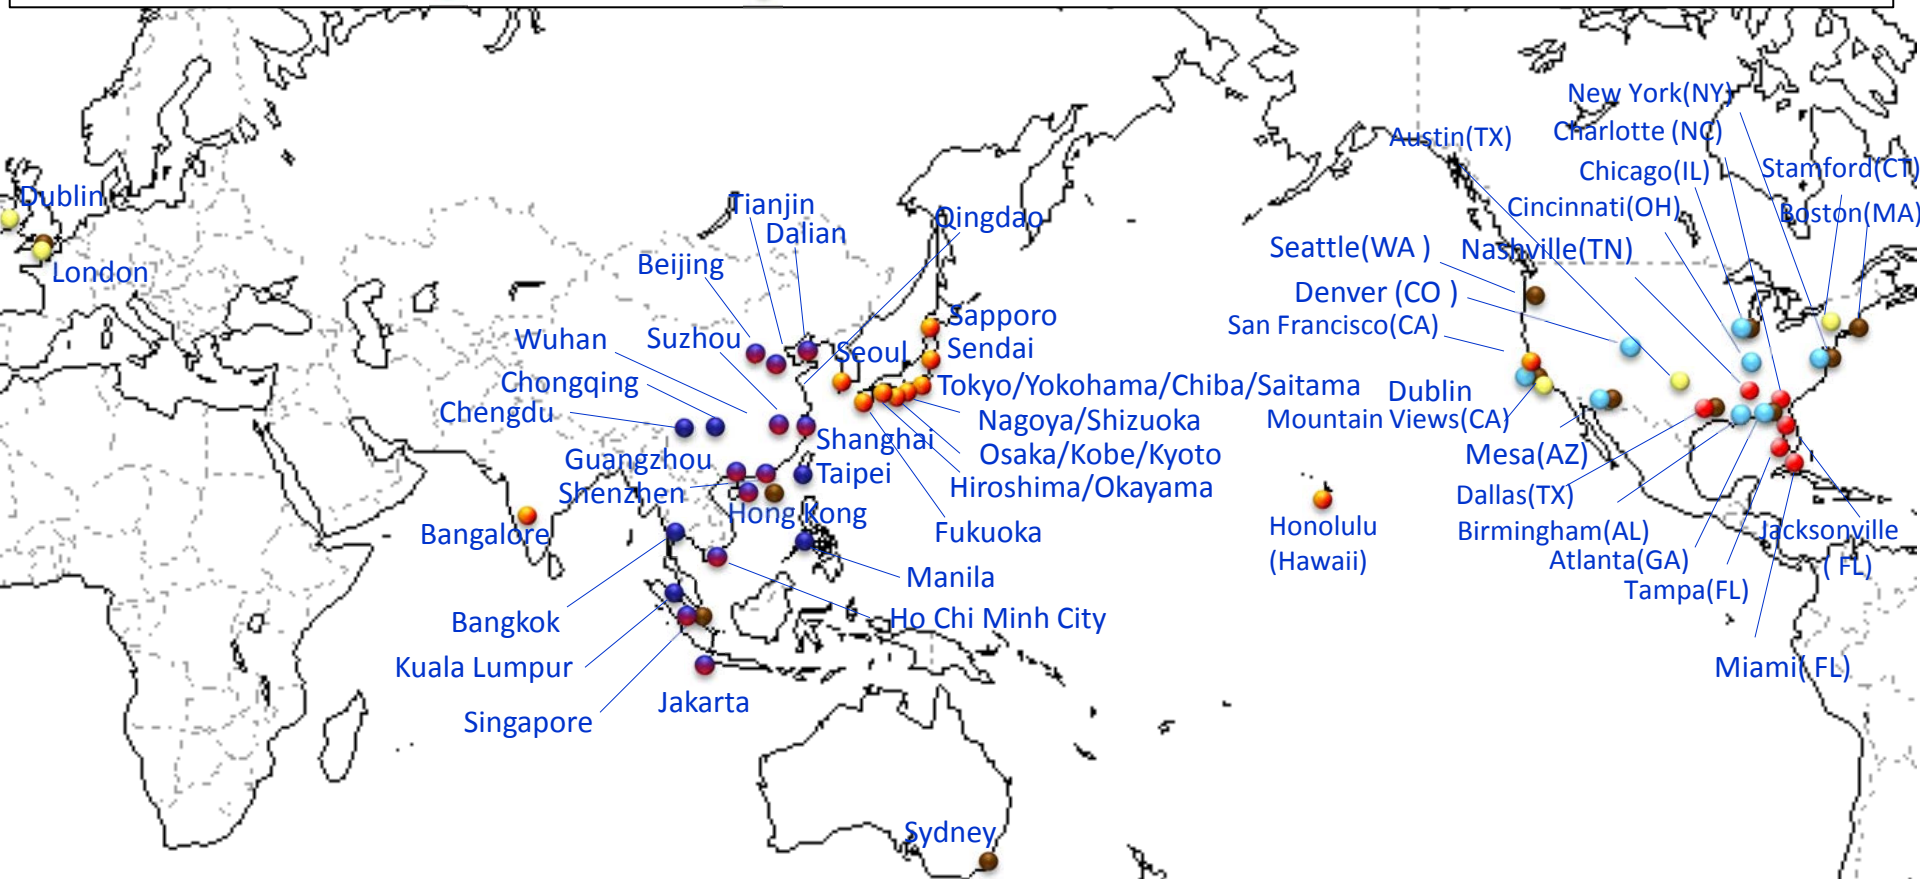 New York(NY)
Charlotte (NC)
Austin(TX)
Chicago(IL)
Stamford(CT)
Cincinnati(OH)
Boston(MA)
Seattle(WA )
Nashville(TN)
Denver (CO )
San Francisco(CA)
Dublin
Mountain Views(CA)
Mesa(AZ)
Dallas(TX)
Birmingham(AL)
Atlanta(GA)
Tampa(FL)
Jacksonville
( FL)
Miami( FL)
Honolulu
(Hawaii)
Dublin
London
Tianjin
Dalian
Qingdao
Beijing
Wuhan
Suzhou
Seoul
Sapporo
Sendai
Chongqing
Chengdu
Tokyo/Yokohama/Chiba/Saitama
Nagoya/Shizuoka
Osaka/Kobe/Kyoto
Hiroshima/Okayama
Fukuoka
Shanghai
Guangzhou
Taipei
Shenzhen
Hong Kong
Bangalore
Manila
Ho Chi Minh City
Bangkok
Kuala Lumpur
Singapore
Jakarta
Sydney